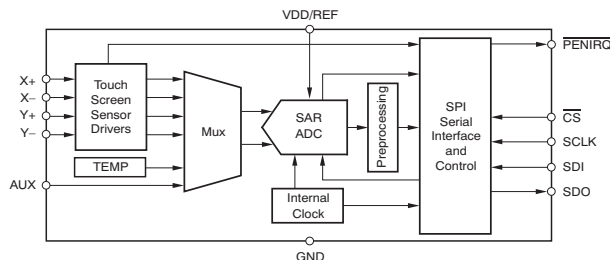 VDD/REF
PENIRQ
X+
X–
Y+
Y–
Touch
Screen
Sensor
Drivers
Mux
SAR
ADC
Preprocessing
SPI
Serial
Interface
and
Control
CS
SCLK
SDI
SDO
TEMP
AUX
Internal
Clock
GND